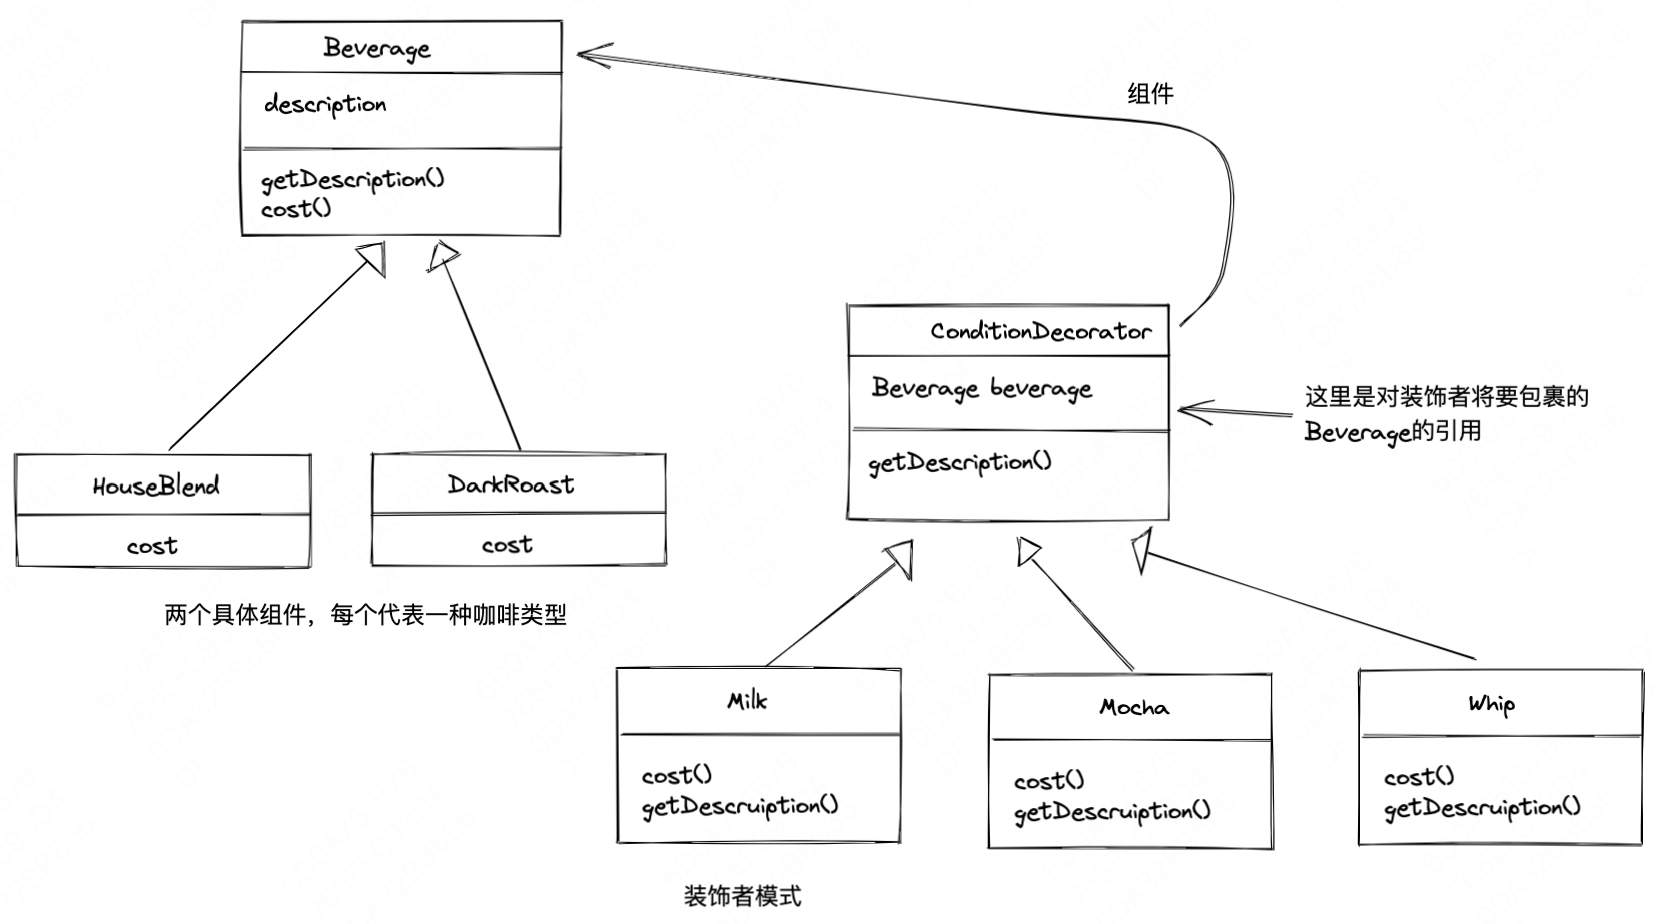 Beverage
description
getDescription()
cost()
组件
ConditionDecorator
Beverage beverage
getDescription()
这里是对装饰者将要包裹的
Beverage的引用
HouseBlend
cost
DarkRoast
cost
两个具体组件，每个代表一种咖啡类型
Milk
cost()
getDescruiption()
Mocha
cost()
getDescruiption()
Whip
cost()
getDescruiption()
装饰者模式